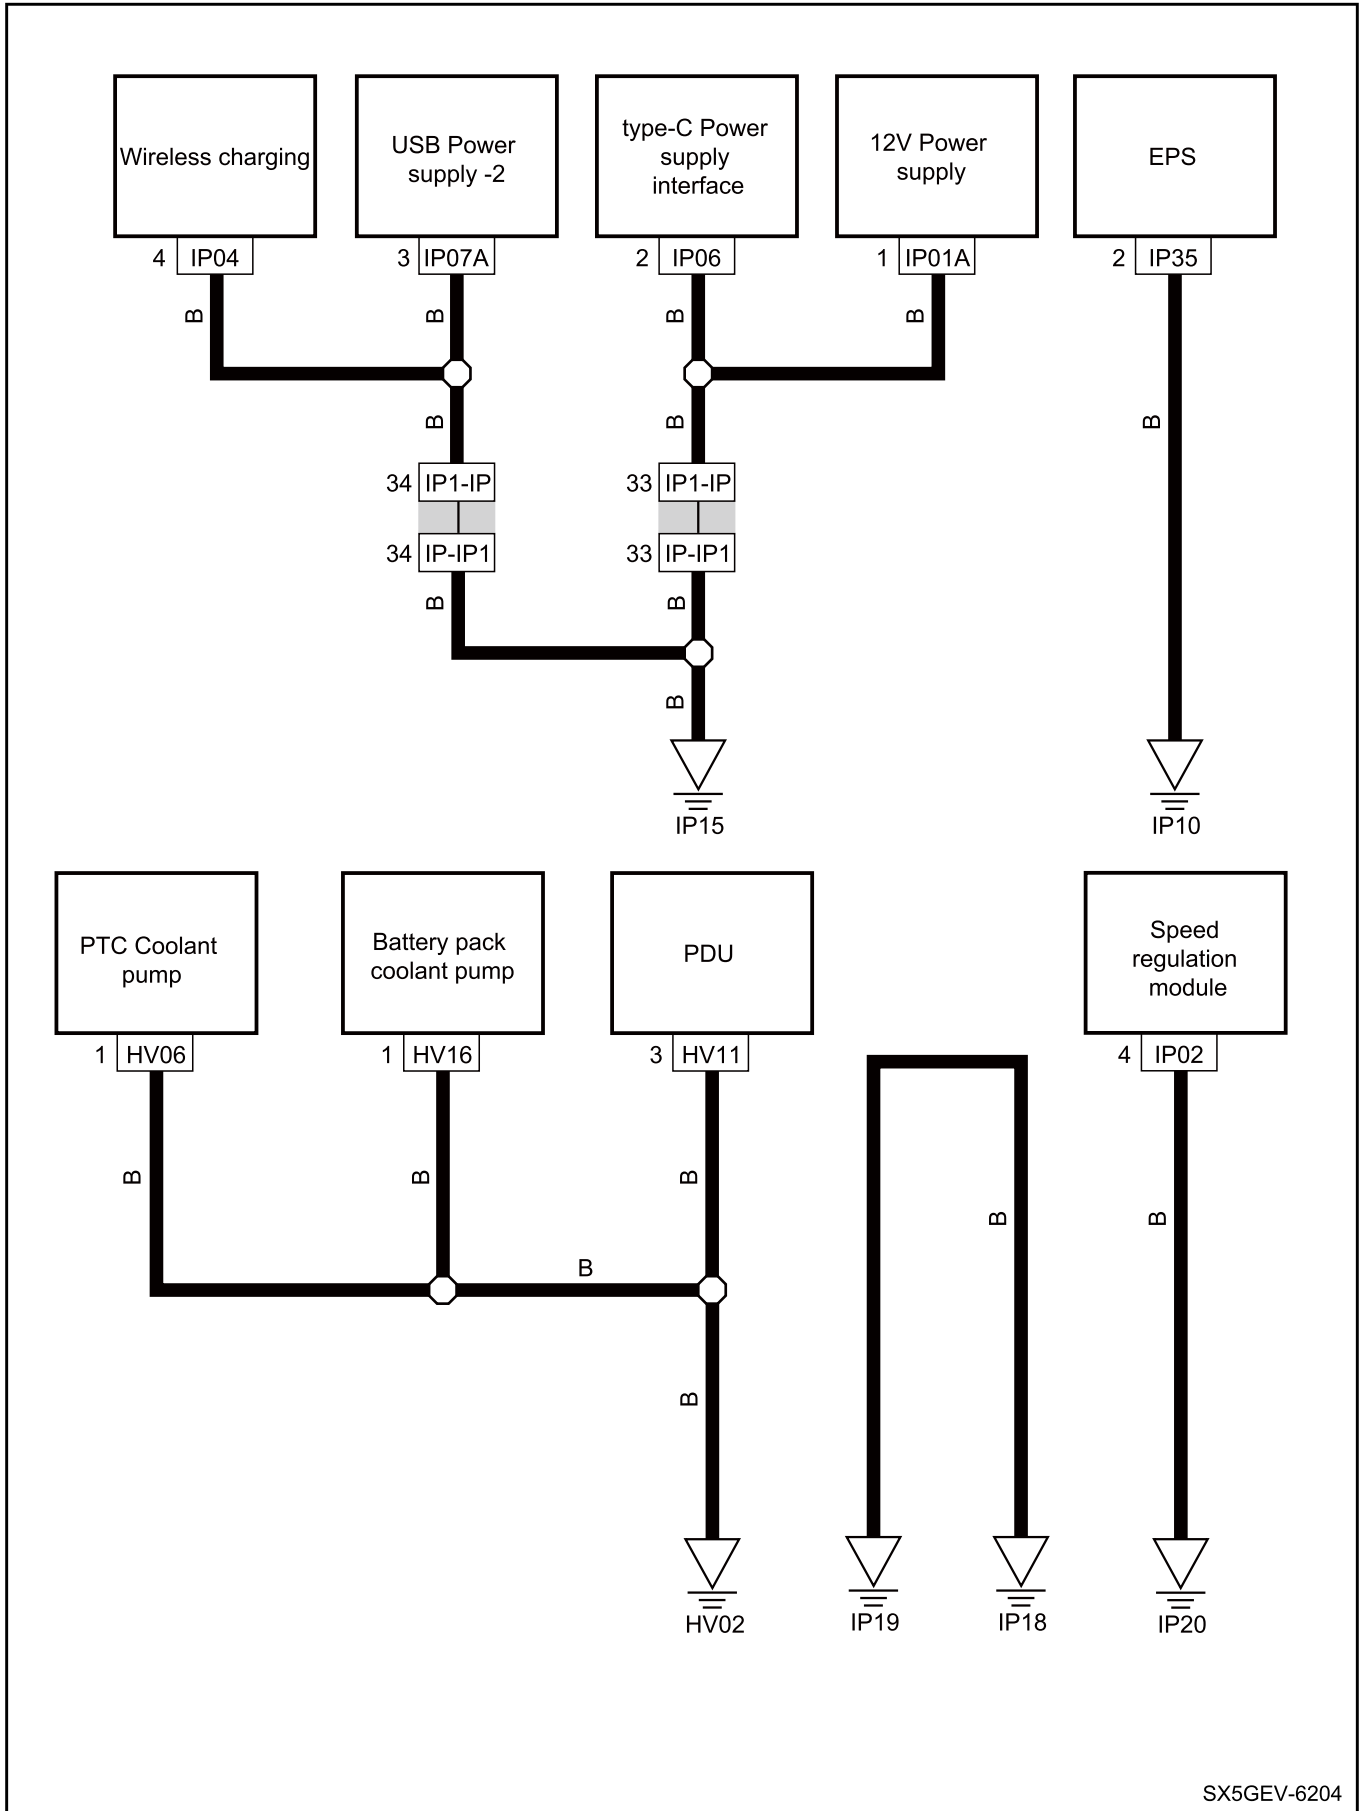 Wireless charging
USB Power
supply -2
type-C Power
supply
interface
12V Power
supply
EPS
4 IP04
3 IP07A
2 IP06
1 IP01A
2 IP35
B
B
B
B
B
B
B
34 IP1-IP
33 IP1-IP
34 IP-IP1
33 IP-IP1
B
B
B
IP15
IP10
PTC Coolant
pump
Battery pack
coolant pump
PDU
Speed
regulation
module
1 HV06
1 HV16
3 HV11
4 IP02
B
B
B
B
B
B
B
HV02
IP19
IP18
IP20
SX5GEV-6204